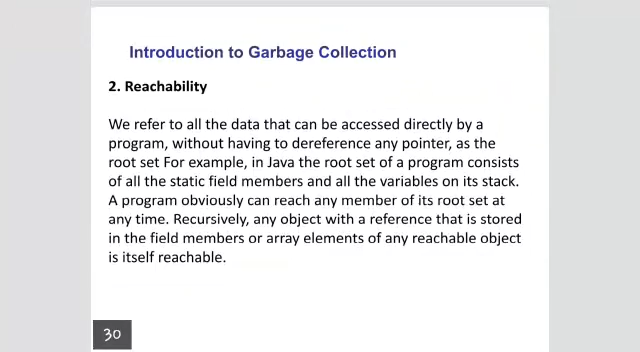 Introduction to Garbage Collection
2. Reachability
We refer to all the data that can be accessed directly by a
program, without having to dereference any pointer, as the
root set For example, in Java the root set of a program consists
of all the static field members and all the variables on its stack.
A program obviously can reach any member of its root set at
any time. Recursively, any object with a reference that is stored
in the field members or array elements of any reachable object
is itself reachable.
30